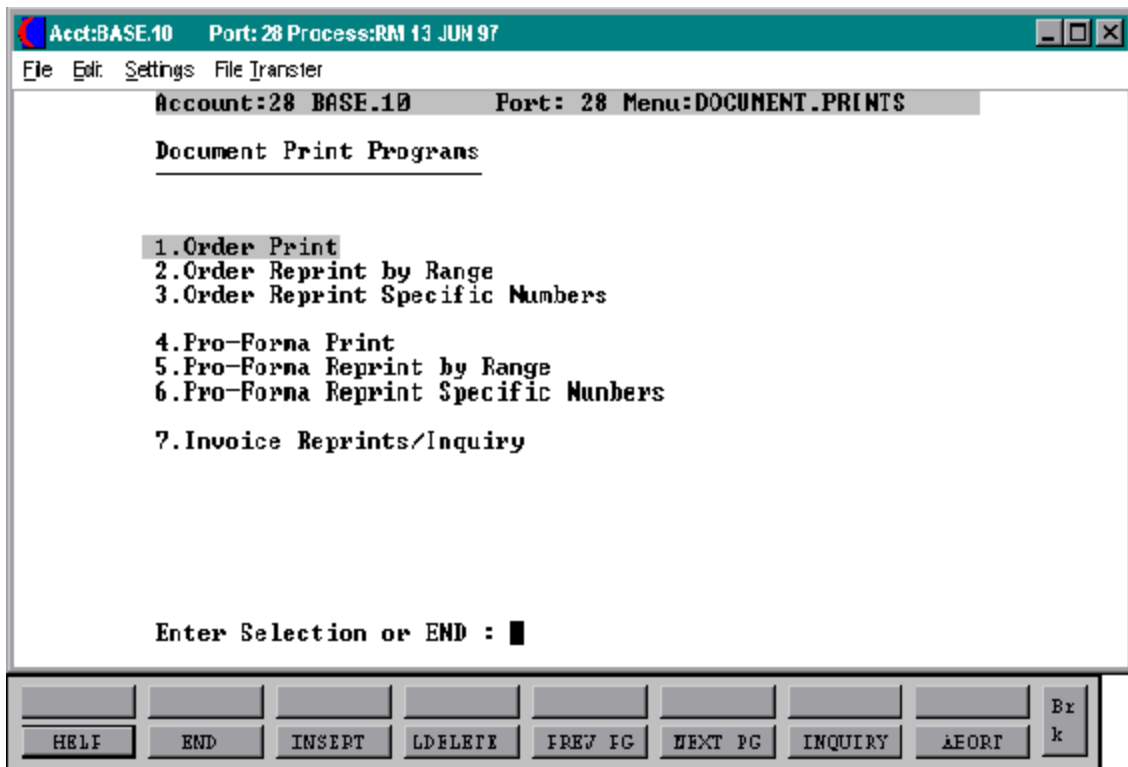 Acct:BASE.10 Port: 28 Process:RM 13 JUN 97
File Edit Settings File Transfer
Account:28 BASE.10 Port: 28 Menu:DOCUMENT.PRINTS
Document Print Programs
1.Order Print
2.Order Reprint by Range
3.Order Reprint Specific Numbers
4.Pro-Forma Print
5.Pro-Forma Reprint by Range
6.Pro-Forma Reprint Specific Numbers
7.Invoice Reprints/Inquiry
Enter Selection or END :
HELP END INSERT LDELETE PREV PG NEXT PG INQUIRY ABORT Brk